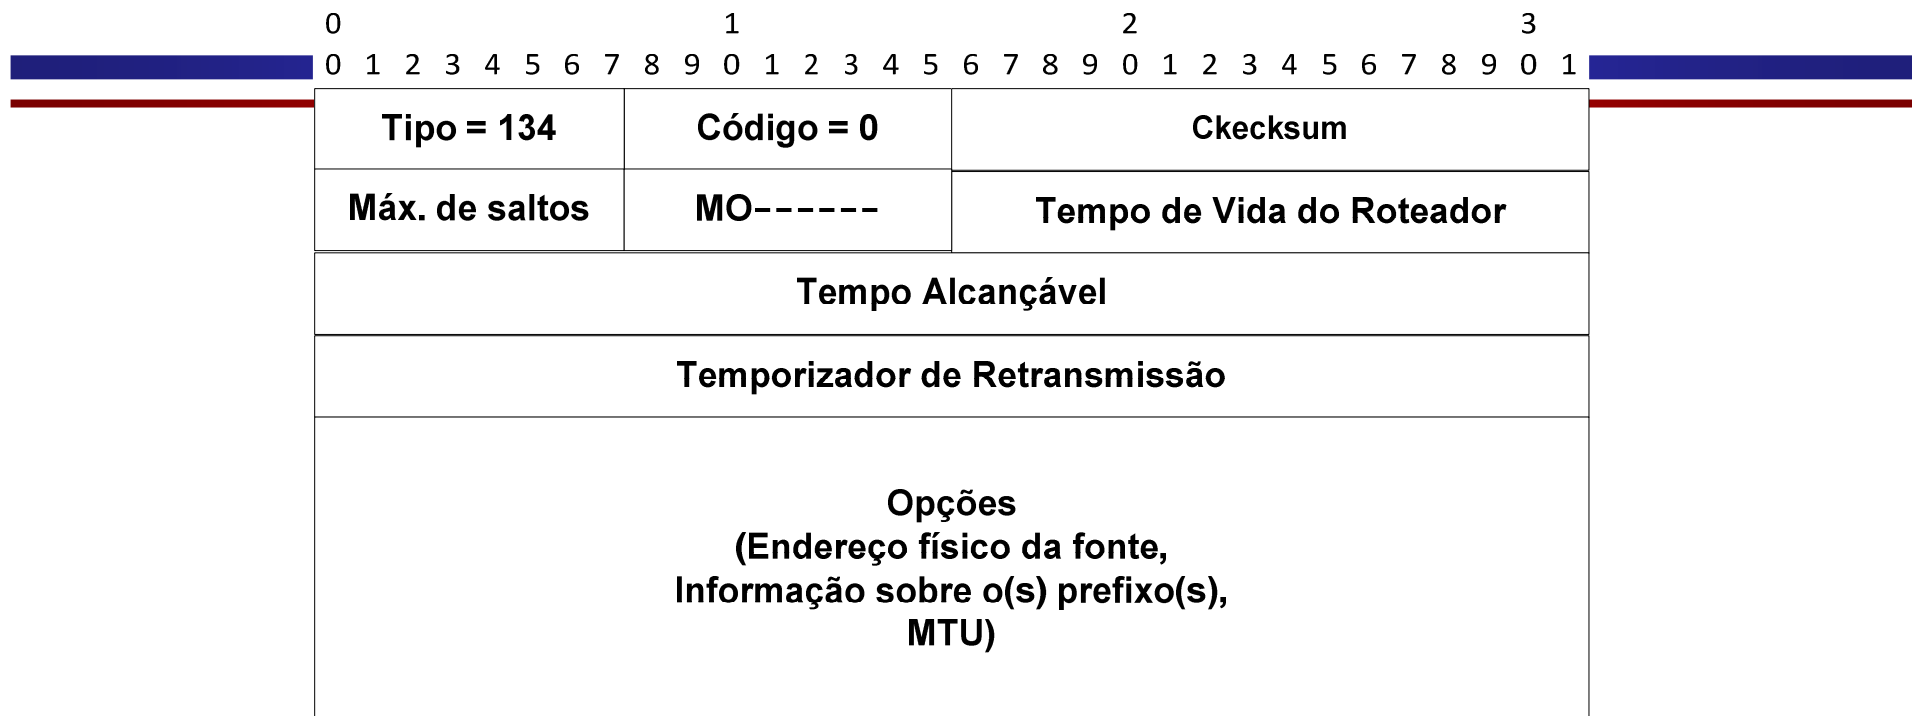 0 1 2 3
0 1 2 3 4 5 6 7 8 9 0 1 2 3 4 5 6 7 8 9 0 1 2 3 4 5 6 7 8 9 0 1
Tipo = 134 Código = 0 Ckecksum
Máx. de saltos MO------ Tempo de Vida do Roteador
Tempo Alcançável
Temporizador de Retransmissão
Opções
(Endereço físico da fonte,
Informação sobre o(s) prefixo(s),
MTU)